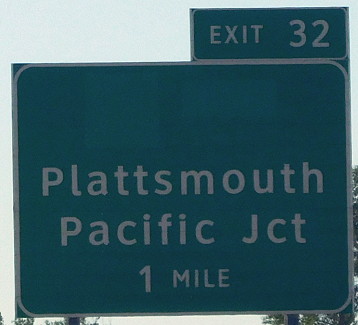 EXIT 32
Plattsmouth
Pacific Jct
1 MILE